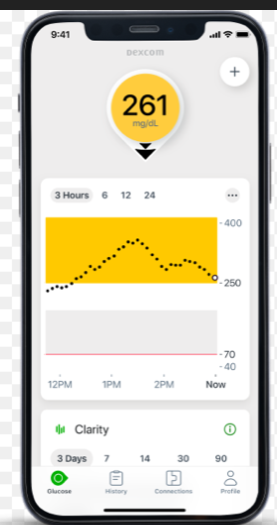 9:41
Dexcom
+
261
mg/dL
3 Hours 6 12 24 ...
400
250
70
40
12PM 1PM 2PM Now
Clarity
3 Days 7 14 30 90
Glucose History Connections Profile